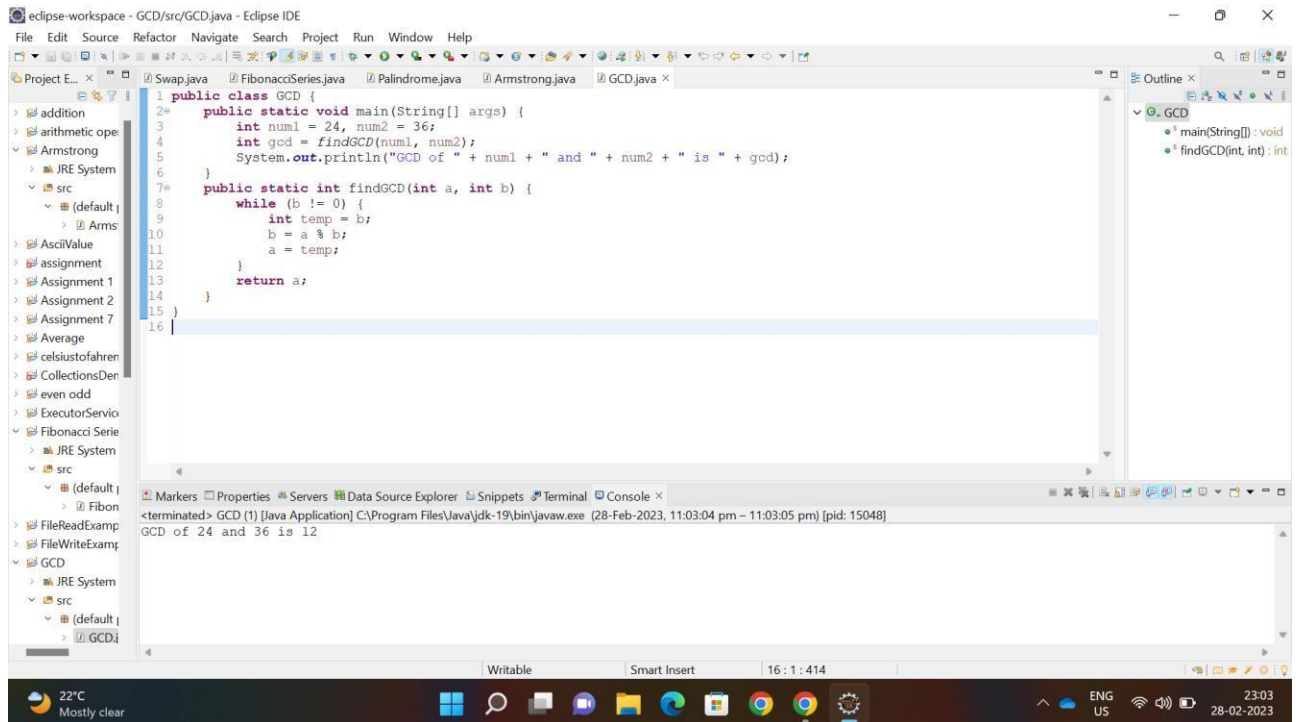 eclipse-workspace - GCD/src/GCD.java - Eclipse IDE
File Edit Source Refactor Navigate Search Project Run Window Help
Project E...
addition
arithmetic oper
Armstrong
JRE System
src
(default p
Arms
AsciiValue
assignment
Assignment 1
Assignment 2
Assignment 7
Average
celsiustofahren
CollectionsDen
even odd
ExecutorService
Fibonacci Serie
JRE System
src
(default p
Fibon
FileReadExamp
FileWriteExamp
GCD
JRE System
src
(default p
GCD.j
Swap.java FibonacciSeries.java Palindrome.java Armstrong.java GCD.java
1 public class GCD {
2 public static void main(String[] args) {
3 int num1 = 24, num2 = 36;
4 int gcd = findGCD(num1, num2);
5 System.out.println("GCD of " + num1 + " and " + num2 + " is " + gcd);
6 }
7 public static int findGCD(int a, int b) {
8 while (b != 0) {
9 int temp = b;
10 b = a % b;
11 a = temp;
12 }
13 return a;
14 }
15 }
16
Outline
GCD
main(String[]) : void
findGCD(int, int) : int
Markers Properties Servers Data Source Explorer Snippets Terminal Console
<terminated> GCD (1) [Java Application] C:\Program Files\Java\jdk-19\bin\javaw.exe (28-Feb-2023, 11:03:04 pm – 11:03:05 pm) [pid: 15048]
GCD of 24 and 36 is 12
Writable Smart Insert 16 : 1 : 414
22°C
Mostly clear
ENG
US
23:03
28-02-2023